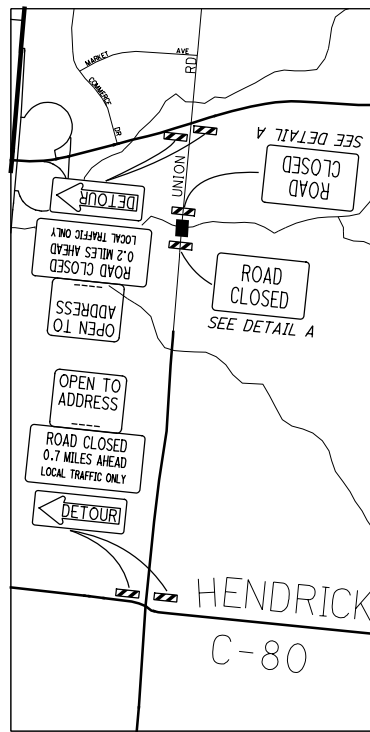 MARKET
AVE
COMMERCE
DR
RD
UNION
SEE DETAIL A
ROAD
CLOSED
DETOUR
ROAD CLOSED
0.2 MILES AHEAD
LOCAL TRAFFIC ONLY
OPEN TO
ADDRESS
ROAD
CLOSED
SEE DETAIL A
OPEN TO
ADDRESS
ROAD CLOSED
0.7 MILES AHEAD
LOCAL TRAFFIC ONLY
DETOUR
HENDRICK
C-80